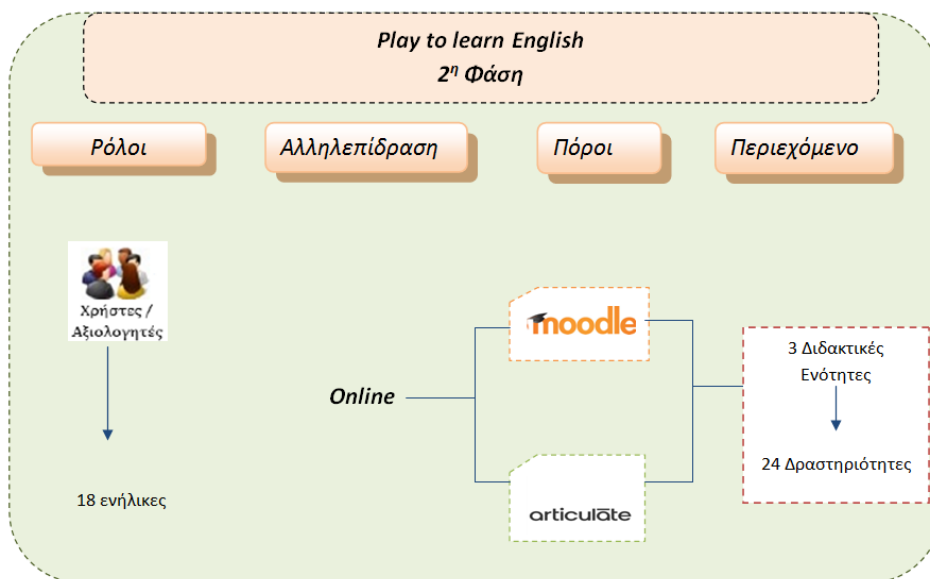 Play to learn English
2η Φάση
Ρόλοι
Αλληλεπίδραση
Πόροι
Περιεχόμενο
Χρήστες /
Αξιολογητές
18 ενήλικες
Online
moodle
articulate
3 Διδακτικές
Ενότητες
24 Δραστηριότητες